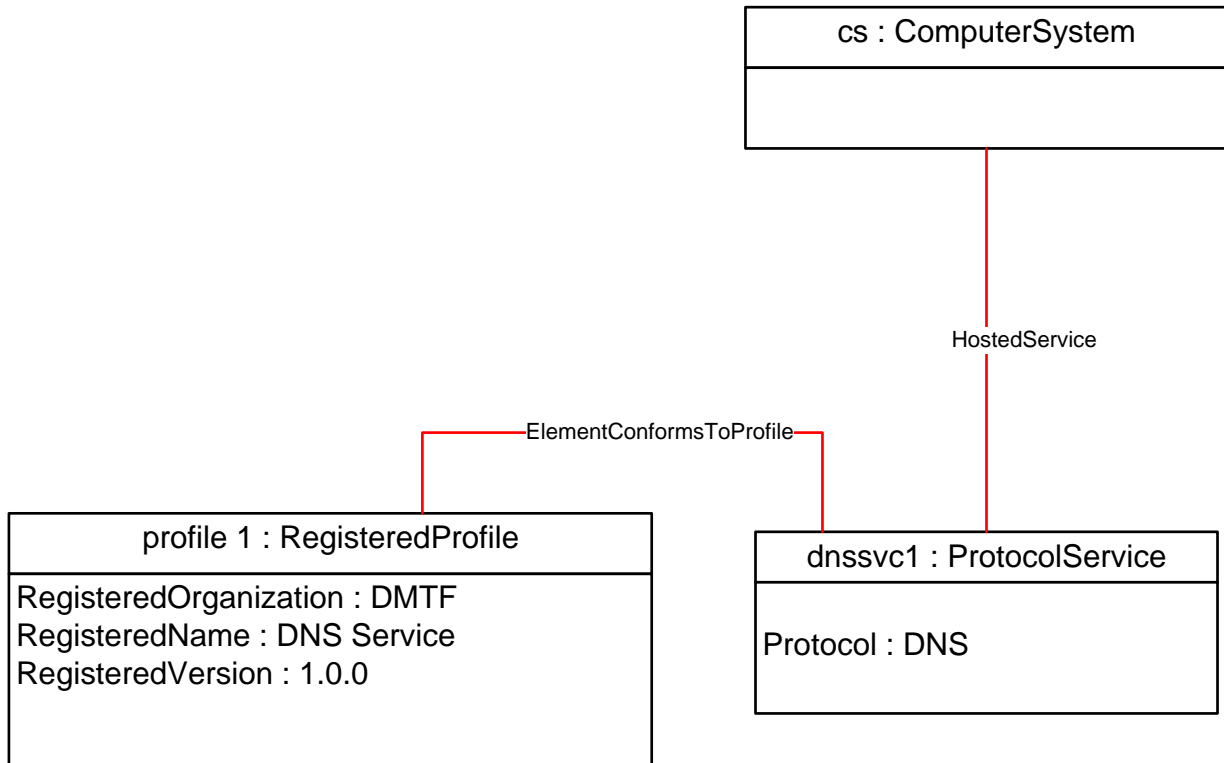 cs : ComputerSystem
HostedService
ElementConformsToProfile
profile 1 : RegisteredProfile
RegisteredOrganization : DMTF
RegisteredName : DNS Service
RegisteredVersion : 1.0.0
dnssvc1 : ProtocolService
Protocol : DNS